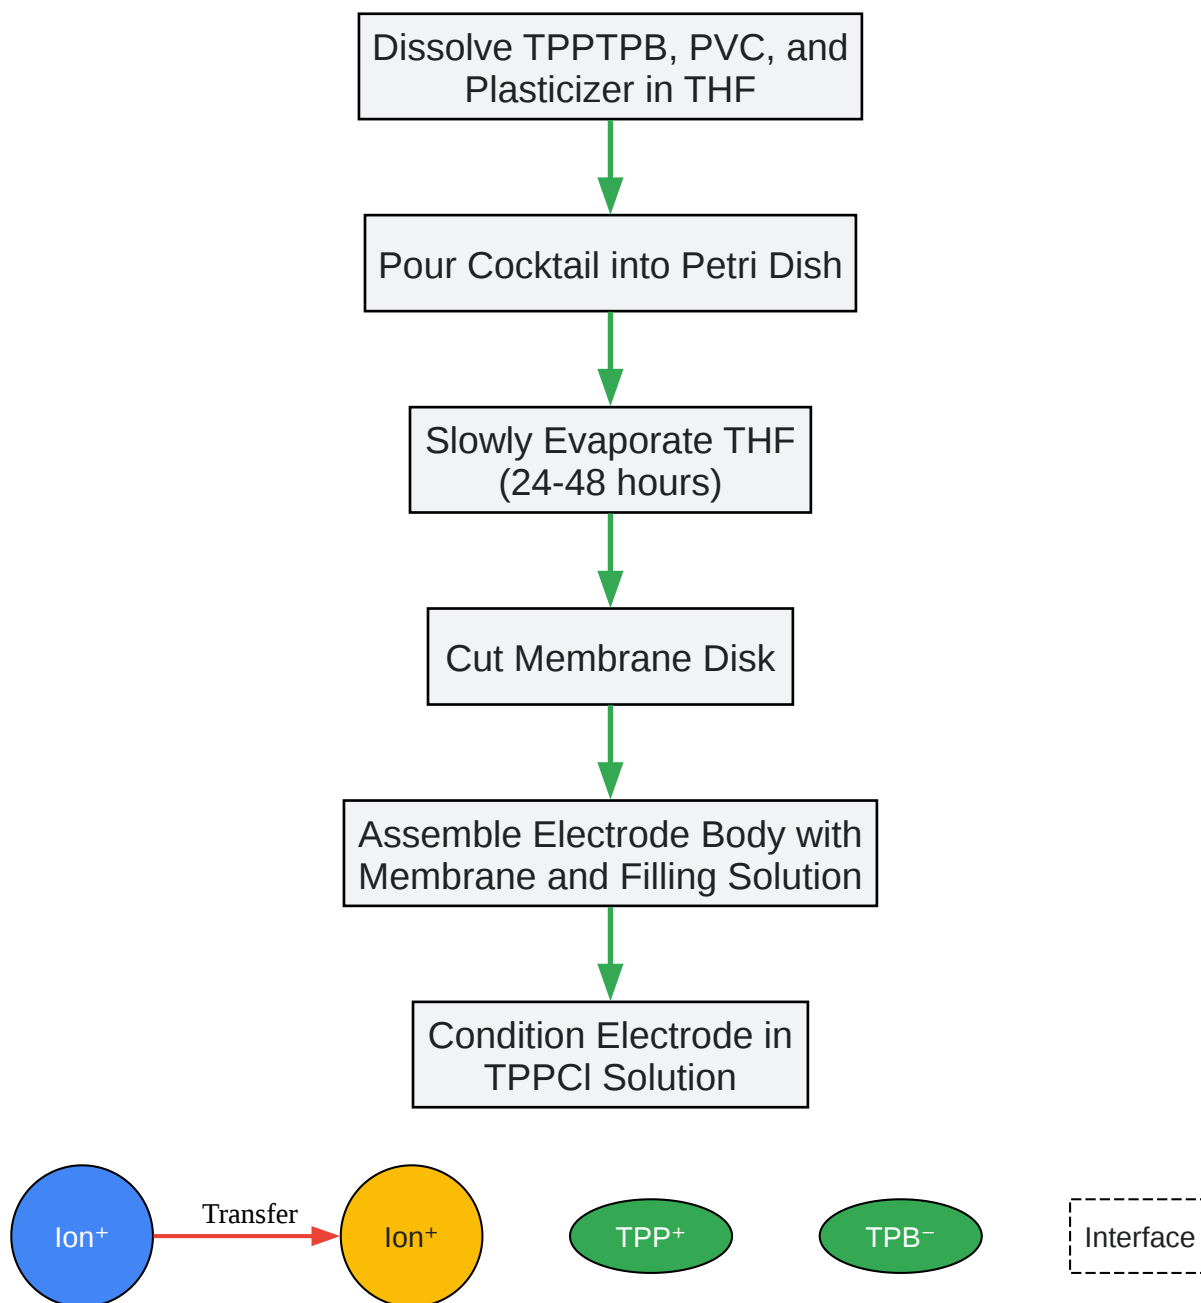 Dissolve TPPTPB, PVC, and
Plasticizer in THF
Pour Cocktail into Petri Dish
Slowly Evaporate THF
(24-48 hours)
Cut Membrane Disk
Assemble Electrode Body with
Membrane and Filling Solution
Condition Electrode in
TPPCl Solution
Ion⁺
Transfer
Ion⁺
TPP⁺
TPB⁻
Interface